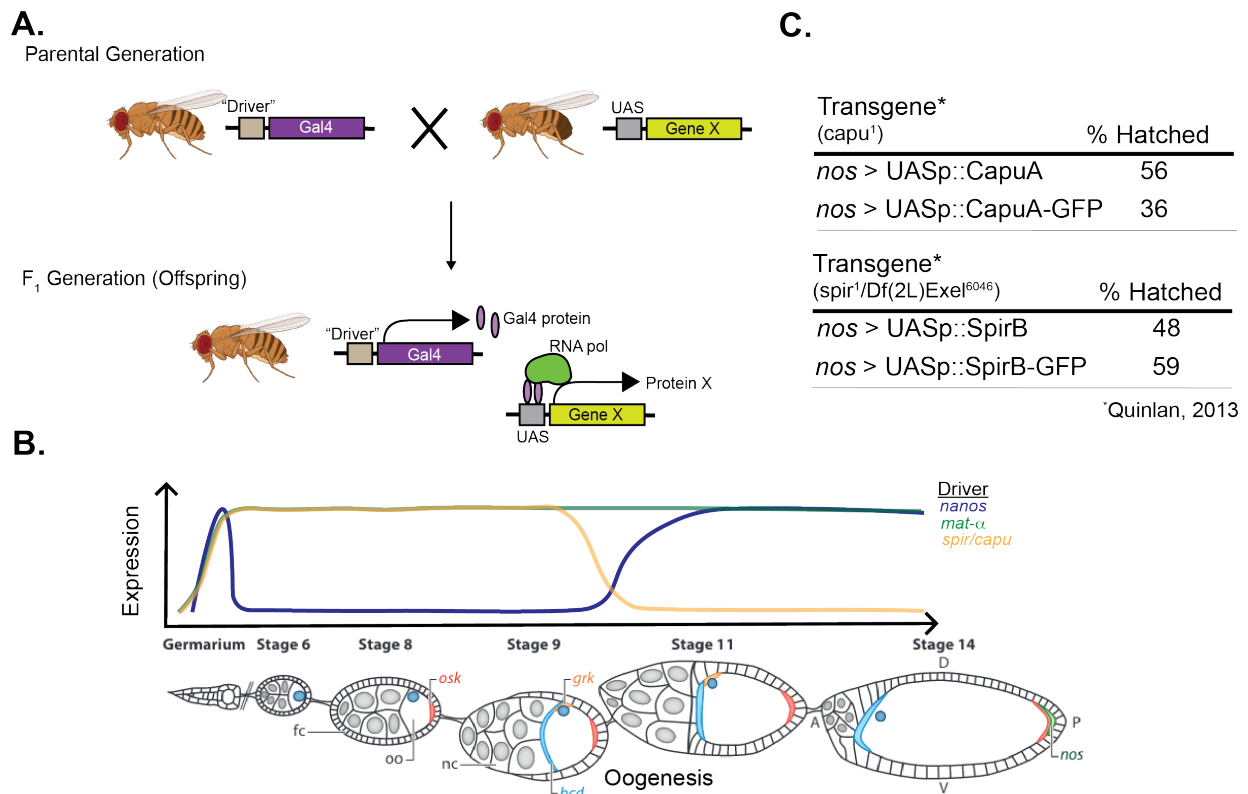 A.
Parental Generation
"Driver"
Gal4
UAS
Gene X
F1 Generation (Offspring)
"Driver"
Gal4
Gal4 protein
RNA pol
Protein X
UAS
Gene X
C.
Transgene*
(capu¹)
% Hatched
nos > UASp::CapuA 56
nos > UASp::CapuA-GFP 36
Transgene*
(spir¹/Df(2L)Exel⁶⁰⁴⁶)
% Hatched
nos > UASp::SpirB 48
nos > UASp::SpirB-GFP 59
*Quinlan, 2013
B.
Expression
Driver
nanos
mat-α
spir/capu
Germarium Stage 6 Stage 8 Stage 9 Stage 11 Stage 14
osk
grk
fc
oo
nc
bcd
D
A
P
V
nos
Oogenesis